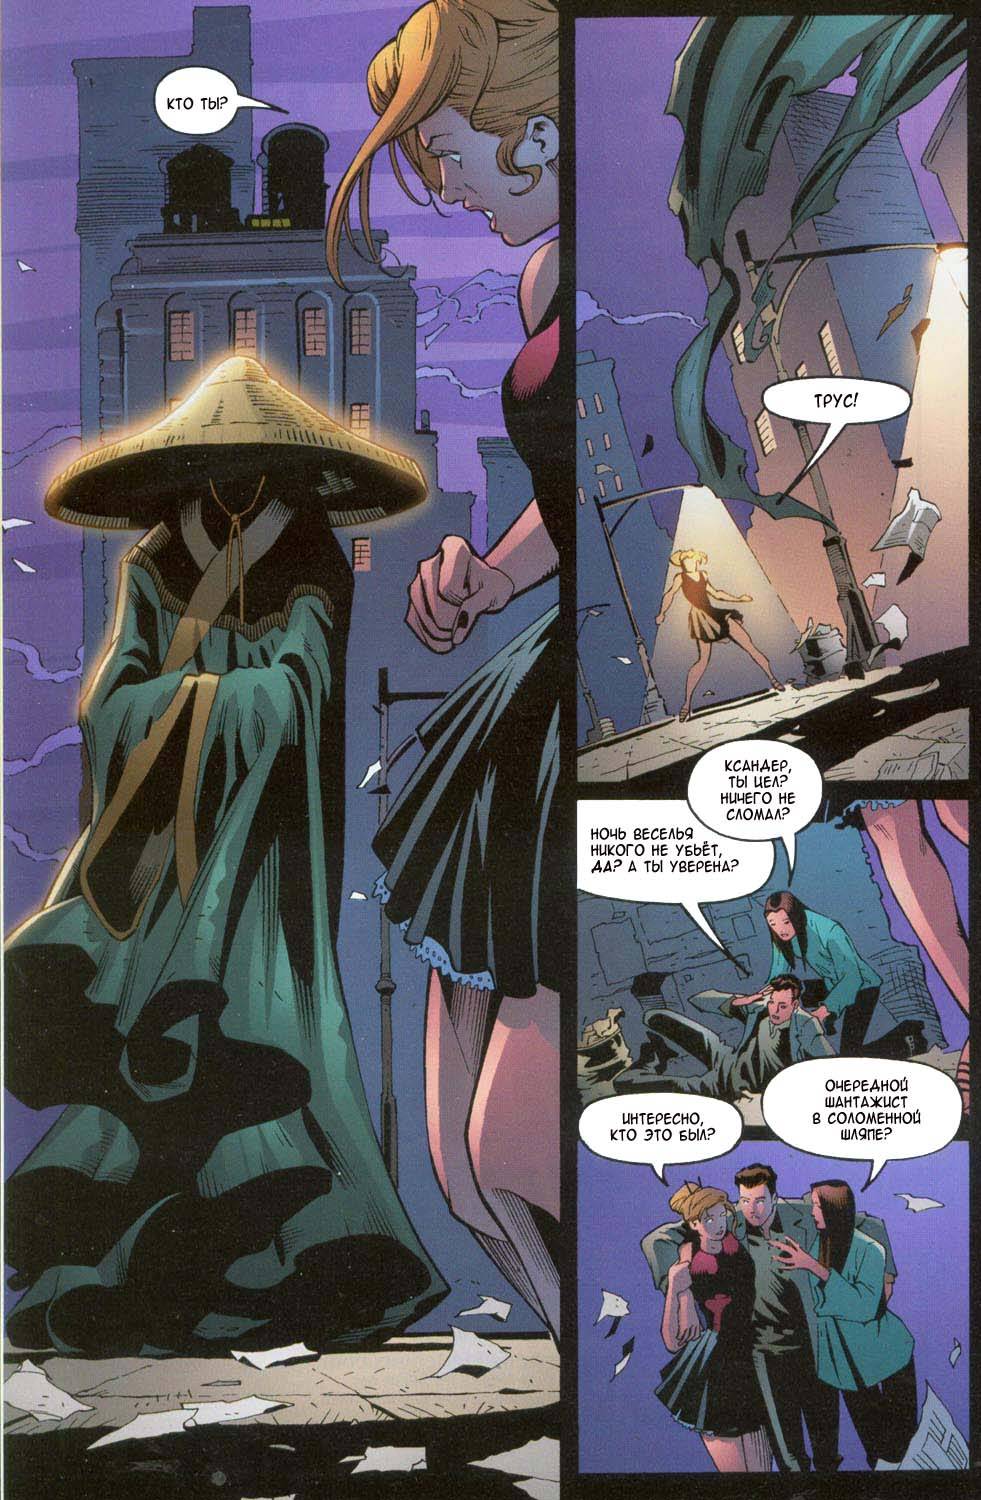 КТО ТЫ?
ТРУС!
КСАНДЕР,
ТЫ ЦЕЛ?
НИЧЕГО НЕ
СЛОМАЛ?
НОЧЬ ВЕСЕЛЬЯ
НИКОГО НЕ УБЬЁТ,
ДА? А ТЫ УВЕРЕНА?
ИНТЕРЕСНО,
КТО ЭТО БЫЛ?
ОЧЕРЕДНОЙ
ШАНТАЖИСТ
В СОЛОМЕННОЙ
ШЛЯПЕ?